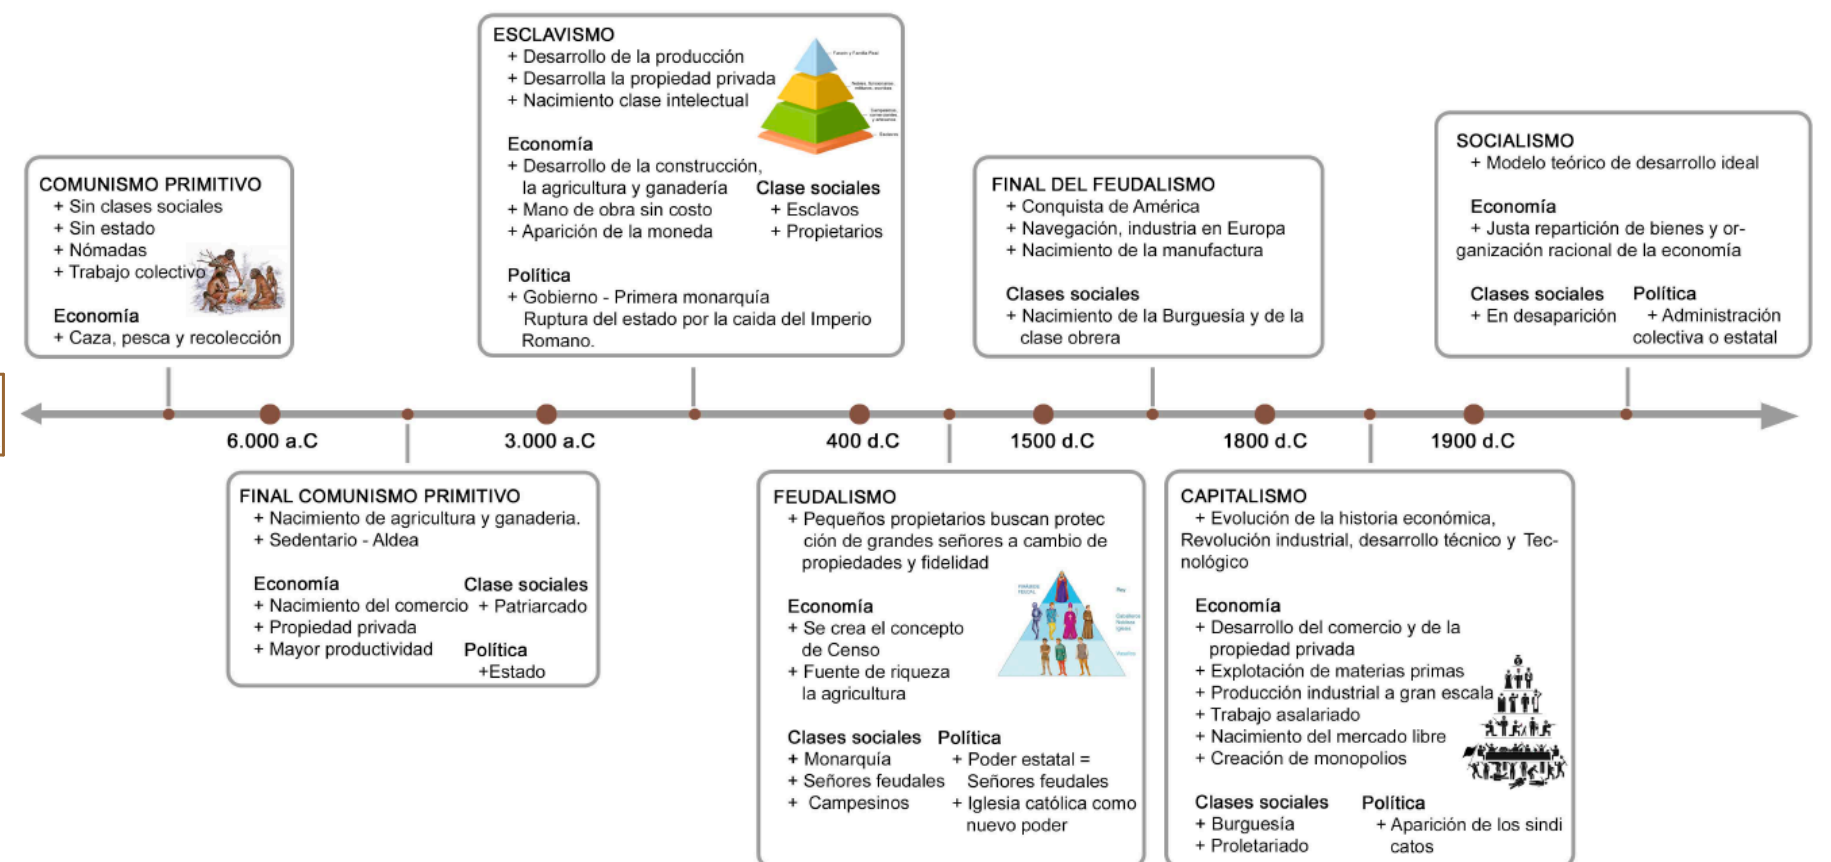 COMUNISMO PRIMITIVO
+ Sin clases sociales
+ Sin estado
+ Nómadas
+ Trabajo colectivo
Economía
+ Caza, pesca y recolección
ESCLAVISMO
+ Desarrollo de la producción
+ Desarrolla la propiedad privada
+ Nacimiento clase intelectual
Economía
+ Desarrollo de la construcción,
la agricultura y ganadería
+ Mano de obra sin costo
+ Aparición de la moneda
Clase sociales
+ Esclavos
+ Propietarios
Política
+ Gobierno - Primera monarquía
Ruptura del estado por la caida del Imperio
Romano.
FINAL DEL FEUDALISMO
+ Conquista de América
+ Navegación, industria en Europa
+ Nacimiento de la manufactura
Clases sociales
+ Nacimiento de la Burguesía y de la
clase obrera
SOCIALISMO
+ Modelo teórico de desarrollo ideal
Economía
+ Justa repartición de bienes y or-
ganización racional de la economía
Clases sociales
+ En desaparición
Política
+ Administración
colectiva o estatal
6.000 a.C
3.000 a.C
400 d.C
1500 d.C
1800 d.C
1900 d.C
FINAL COMUNISMO PRIMITIVO
+ Nacimiento de agricultura y ganaderia.
+ Sedentario - Aldea
Economía
+ Nacimiento del comercio
+ Propiedad privada
+ Mayor productividad
Clase sociales
+ Patriarcado
Política
+Estado
FEUDALISMO
+ Pequeños propietarios buscan protec
ción de grandes señores a cambio de
propiedades y fidelidad
Economía
+ Se crea el concepto
de Censo
+ Fuente de riqueza
la agricultura
Rey
Clases sociales
+ Monarquía
+ Señores feudales
+ Campesinos
Política
+ Poder estatal =
Señores feudales
+ Iglesia católica como
nuevo poder
CAPITALISMO
+ Evolución de la historia económica,
Revolución industrial, desarrollo técnico y Tec-
nológico
Economía
+ Desarrollo del comercio y de la
propiedad privada
+ Explotación de materias primas
+ Producción industrial a gran escala
+ Trabajo asalariado
+ Nacimiento del mercado libre
+ Creación de monopolios
Clases sociales
+ Burguesía
+ Proletariado
Política
+ Aparición de los sindi
catos